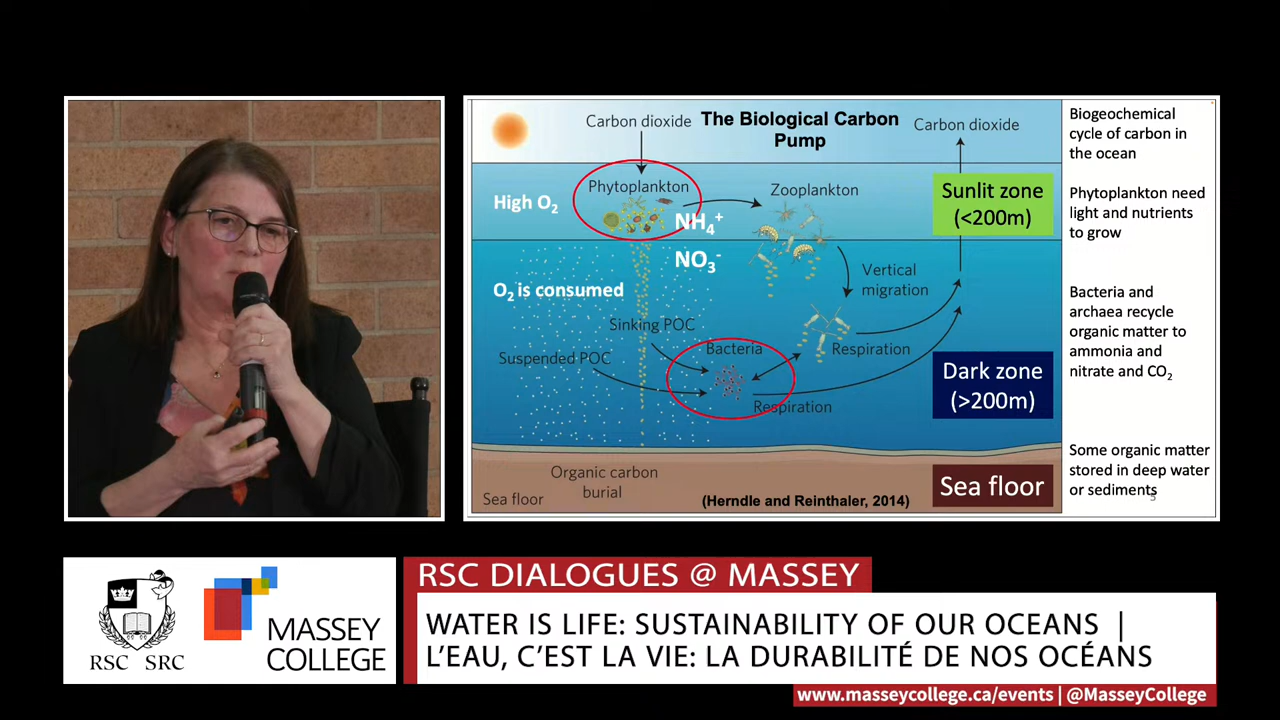 Carbon dioxide
The Biological Carbon
Pump
Carbon dioxide
Phytoplankton
Zooplankton
High O₂
NH₄⁺
Sunlit zone
(<200m)
NO₃⁻
O₂ is consumed
Vertical
migration
Sinking POC
Suspended POC
Bacteria
Respiration
Respiration
Dark zone
(>200m)
Organic carbon
burial
Sea floor
(Herndle and Reinthaler, 2014)
Sea floor
Biogeochemical
cycle of carbon in
the ocean
Phytoplankton need
light and nutrients
to grow
Bacteria and
archaea recycle
organic matter to
ammonia and
nitrate and CO₂
Some organic matter
stored in deep water
or sediments
5
RSC SRC
MASSEY
COLLEGE
RSC DIALOGUES @ MASSEY
WATER IS LIFE: SUSTAINABILITY OF OUR OCEANS |
L'EAU, C'EST LA VIE: LA DURABILITÉ DE NOS OCÉANS
www.masseycollege.ca/events | @MasseyCollege